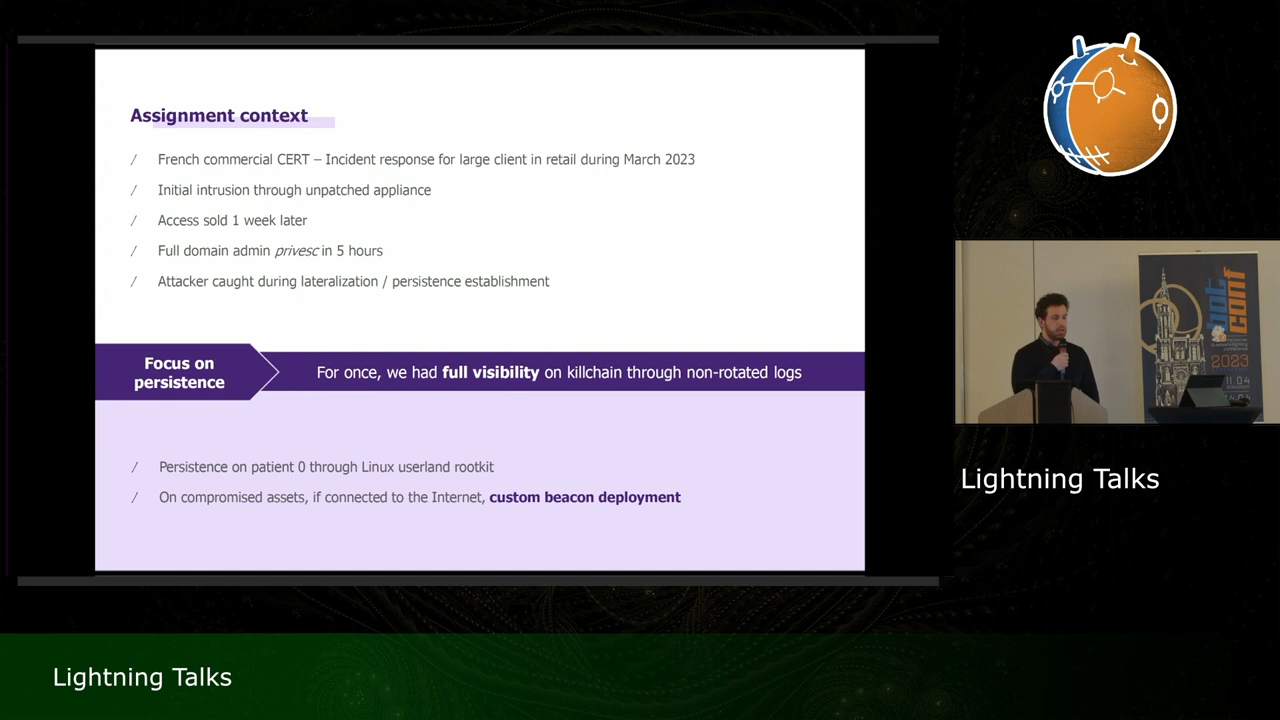 Assignment context
/ French commercial CERT – Incident response for large client in retail during March 2023
/ Initial intrusion through unpatched appliance
/ Access sold 1 week later
/ Full domain admin privesc in 5 hours
/ Attacker caught during lateralization / persistence establishment
Focus on
persistence
For once, we had full visibility on killchain through non-rotated logs
/ Persistence on patient 0 through Linux userland rootkit
/ On compromised assets, if connected to the Internet, custom beacon deployment
bot
conf
2023
Lightning Talks
Lightning Talks